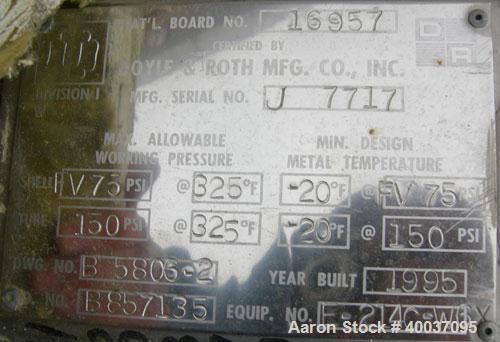 NAT'L. BOARD NO. 16957
CERTIFIED BY
DOYLE & ROTH MFG. CO., INC.
DIVISION 1 MFG. SERIAL NO. J 7717
DR
MAX. ALLOWABLE WORKING PRESSURE
MIN. DESIGN METAL TEMPERATURE
SHELL FV 75 PSI @ 325 °F -20 °F @ FV 75 PSI
TUBE 150 PSI @ 325 °F -20 °F @ 150 PSI
DWG. NO. B 5806-2 YEAR BUILT 1995
NO. B857135 EQUIP. NO.
Aaron Stock # 40037095